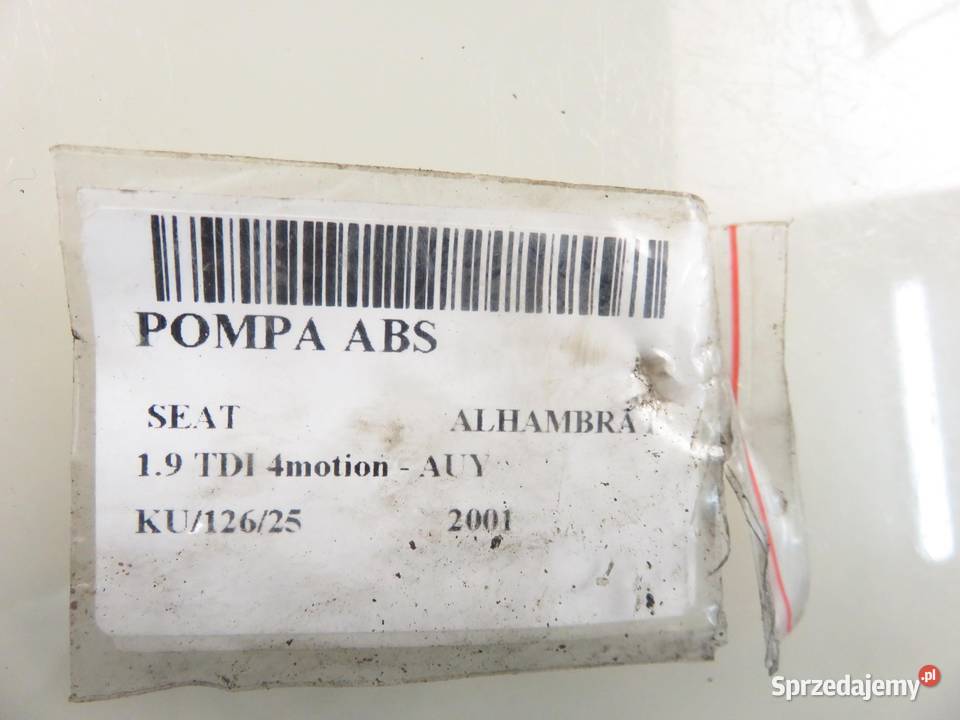 POMPA ABS
SEAT ALHAMBRA I
1.9 TDI 4motion - AUY
KU/126/25 2001
Sprzedajemy.pl